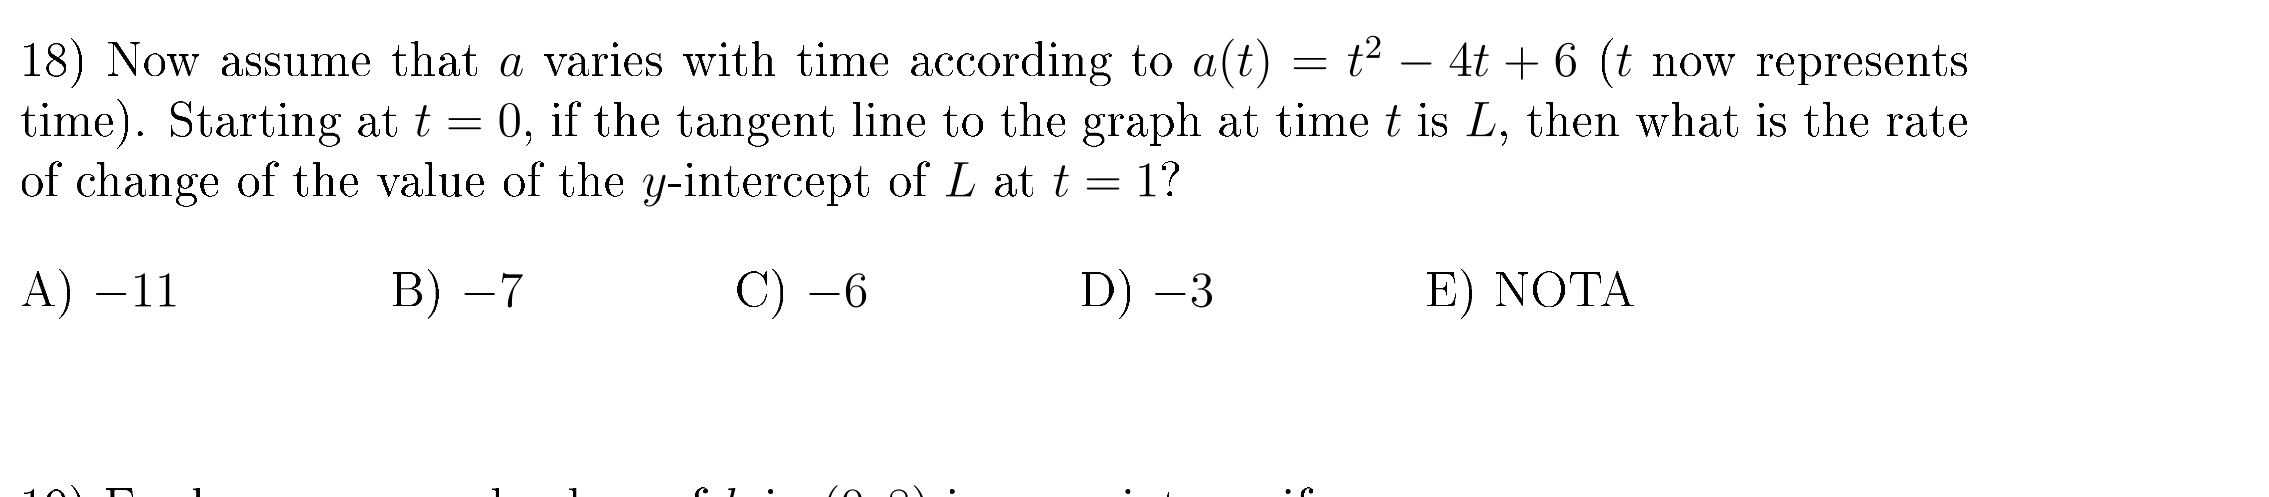 18) Now assume that a varies with time according to a(t) = t² − 4t + 6 (t now represents
time). Starting at t = 0, if the tangent line to the graph at time t is L, then what is the rate
of change of the value of the y-intercept of L at t = 1?
A) −11 B) −7 C) −6 D) −3 E) NOTA